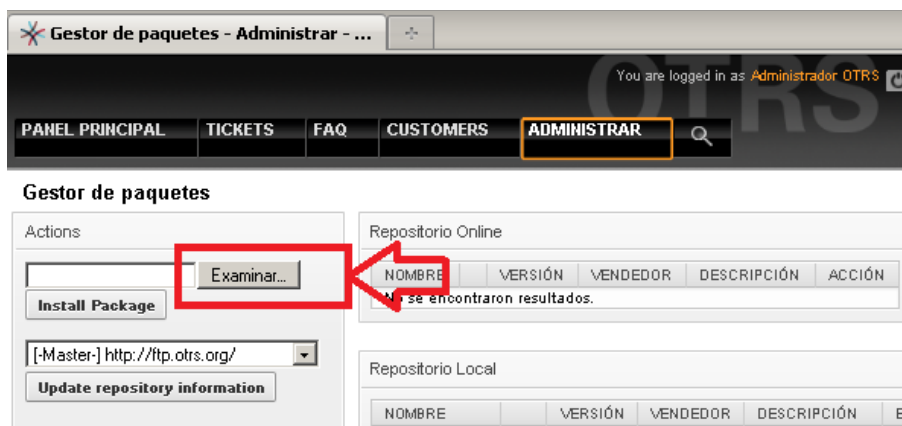 Gestor de paquetes - Administrar - ...
OTRS
You are logged in as Administrador OTRS
PANEL PRINCIPAL TICKETS FAQ CUSTOMERS ADMINISTRAR
Gestor de paquetes
Actions
Examinar...
Install Package
[-Master-] http://ftp.otrs.org/
Update repository information
Repositorio Online
NOMBRE VERSIÓN VENDEDOR DESCRIPCIÓN ACCIÓN
No se encontraron resultados.
Repositorio Local
NOMBRE VERSIÓN VENDEDOR DESCRIPCIÓN